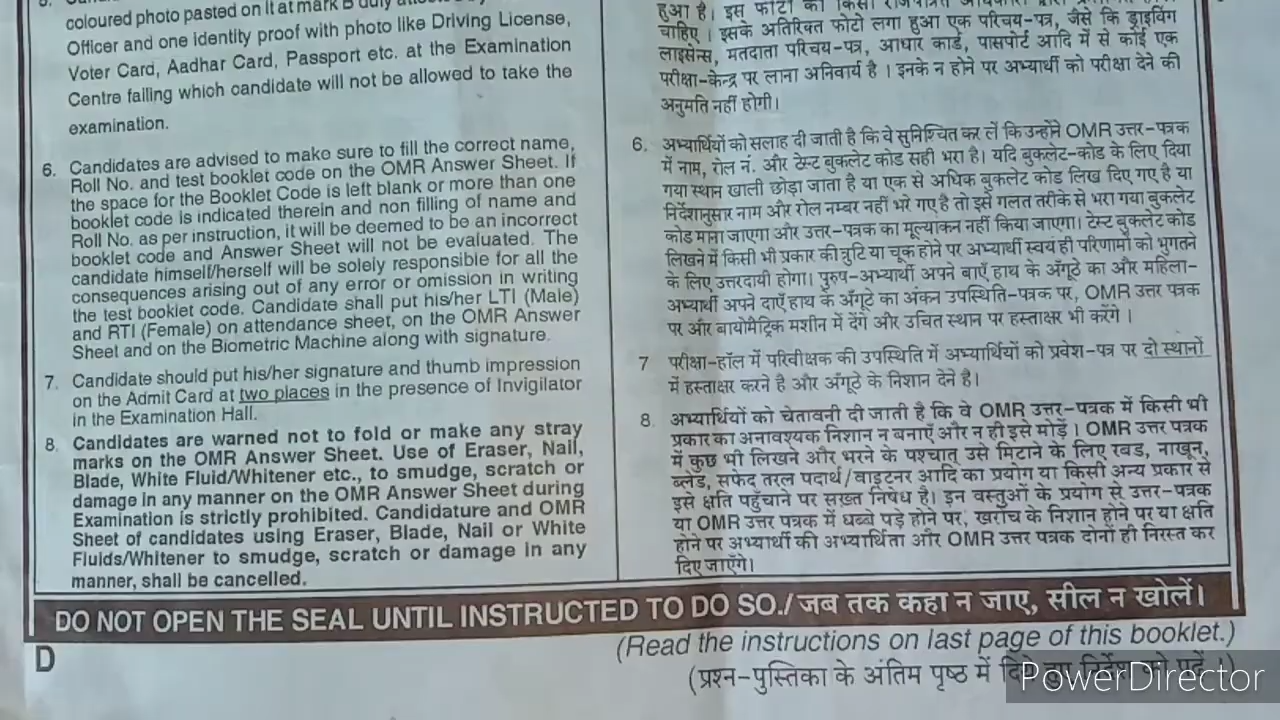 coloured photo pasted on it at mark B duly
Officer and one identity proof with photo like Driving License,
Voter Card, Aadhar Card, Passport etc. at the Examination
Centre failing which candidate will not be allowed to take the
examination.
6. Candidates are advised to make sure to fill the correct name,
Roll No. and test booklet code on the OMR Answer Sheet. If
the space for the Booklet Code is left blank or more than one
booklet code is indicated therein and non filling of name and
Roll No. as per instruction, it will be deemed to be an incorrect
booklet code and Answer Sheet will not be evaluated. The
candidate himself/herself will be solely responsible for all the
consequences arising out of any error or omission in writing
the test booklet code. Candidate shall put his/her LTI (Male)
and RTI (Female) on attendance sheet, on the OMR Answer
Sheet and on the Biometric Machine along with signature.
7. Candidate should put his/her signature and thumb impression
on the Admit Card at two places in the presence of Invigilator
in the Examination Hall.
8. Candidates are warned not to fold or make any stray
marks on the OMR Answer Sheet. Use of Eraser, Nail,
Blade, White Fluid/Whitener etc., to smudge, scratch or
damage in any manner on the OMR Answer Sheet during
Examination is strictly prohibited. Candidature and OMR
Sheet of candidates using Eraser, Blade, Nail or White
Fluids/Whitener to smudge, scratch or damage in any
manner, shall be cancelled.
हुआ है। इस फोटो को किसी राजपत्रित
चाहिए। इसके अतिरिक्त फोटो लगा हुआ एक परिचय-पत्र, जैसे कि ड्राइविंग
लाइसेन्स, मतदाता परिचय-पत्र, आधार कार्ड, पासपोर्ट आदि में से कोई एक
परीक्षा-केन्द्र पर लाना अनिवार्य है। इनके न होने पर अभ्यार्थी को परीक्षा देने की
अनुमति नहीं होगी।
6. अभ्यार्थियों को सलाह दी जाती है कि वे सुनिश्चित कर लें कि उन्होंने OMR उत्तर-पत्रक
में नाम, रोल नं. और टेस्ट बुकलेट कोड सही भरा है। यदि बुकलेट-कोड के लिए दिया
गया स्थान खाली छोड़ा जाता है या एक से अधिक बुकलेट कोड लिख दिए गए है या
निर्देशानुसार नाम और रोल नम्बर नहीं भरे गए है तो इसे गलत तरीके से भरा गया बुकलेट
कोड माना जाएगा और उत्तर-पत्रक का मूल्याकन नहीं किया जाएगा। टेस्ट बुकलेट कोड
लिखने में किसी भी प्रकार की त्रुटि या चूक होने पर अभ्यार्थी स्वयं ही परिणामों को भुगतने
के लिए उत्तरदायी होगा। पुरुष-अभ्यार्थी अपने बाएँ हाथ के अँगूठे का और महिला-
अभ्यार्थी अपने दाएँ हाथ के अँगूटे का अंकन उपस्थिति-पत्रक पर, OMR उत्तर पत्रक
पर और बायोमैट्रिक मशीन में देंगे और उचित स्थान पर हस्ताक्षर भी करेंगे।
7 परीक्षा-हॉल में परिवीक्षक की उपस्थिति में अभ्यार्थियों को प्रवेश-पत्र पर दो स्थानों
में हस्ताक्षर करने है और अँगूठे के निशान देने है।
8. अभ्यार्थियों को चेतावनी दी जाती है कि वे OMR उत्तर-पत्रक में किसी भी
प्रकार का अनावश्यक निशान न बनाएँ और न ही इसे मोड़ें। OMR उत्तर पत्रक
में कुछ भी लिखने और भरने के पश्चात् उसे मिटाने के लिए रबड, नाखून,
ब्लेड, सफेद तरल पदार्थ/वाइटनर आदि का प्रयोग या किसी अन्य प्रकार से
इसे क्षति पहुँचाने पर सख़्त निषेध है। इन वस्तुओं के प्रयोग से उत्तर-पत्रक
या OMR उत्तर पत्रक में धब्बे पड़े होने पर, खरोंच के निशान होने पर या क्षति
होने पर अभ्यार्थी की अभ्यार्थिता और OMR उत्तर पत्रक दोनों ही निरस्त कर
दिए जाएँगे।
DO NOT OPEN THE SEAL UNTIL INSTRUCTED TO DO SO./जब तक कहा न जाए, सील न खोलें।
D
(Read the instructions on last page of this booklet.)
(प्रश्न-पुस्तिका के अंतिम पृष्ठ में दिये हुए निर्देश को पढ़ें।)
PowerDirector